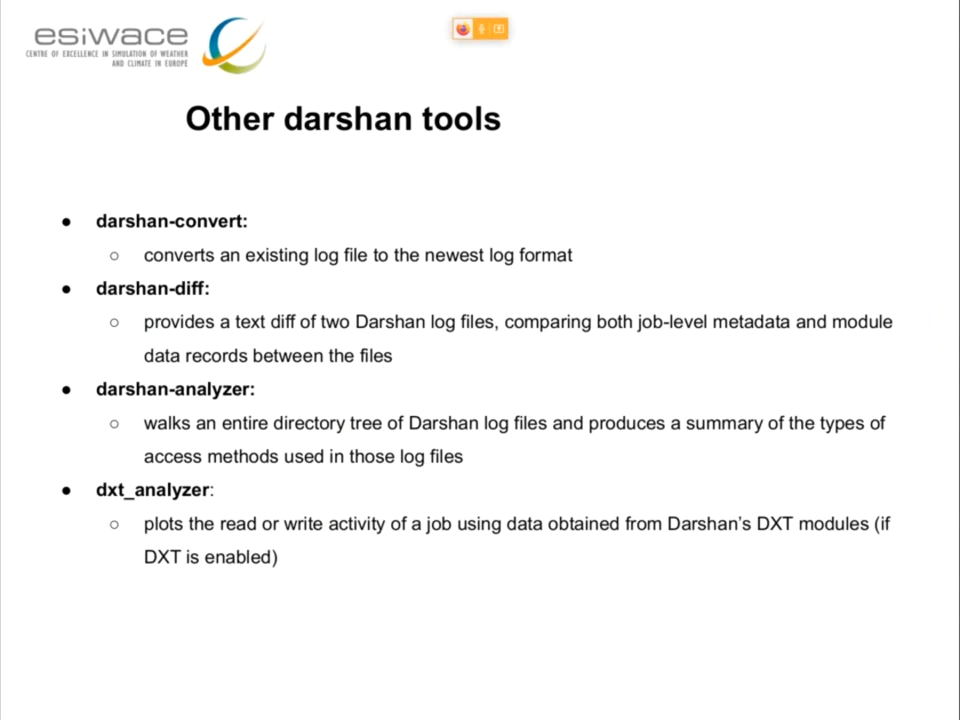 esiwace
CENTRE OF EXCELLENCE IN SIMULATION OF WEATHER
AND CLIMATE IN EUROPE
Other darshan tools
● darshan-convert:
○ converts an existing log file to the newest log format
● darshan-diff:
○ provides a text diff of two Darshan log files, comparing both job-level metadata and module
data records between the files
● darshan-analyzer:
○ walks an entire directory tree of Darshan log files and produces a summary of the types of
access methods used in those log files
● dxt_analyzer:
○ plots the read or write activity of a job using data obtained from Darshan’s DXT modules (if
DXT is enabled)